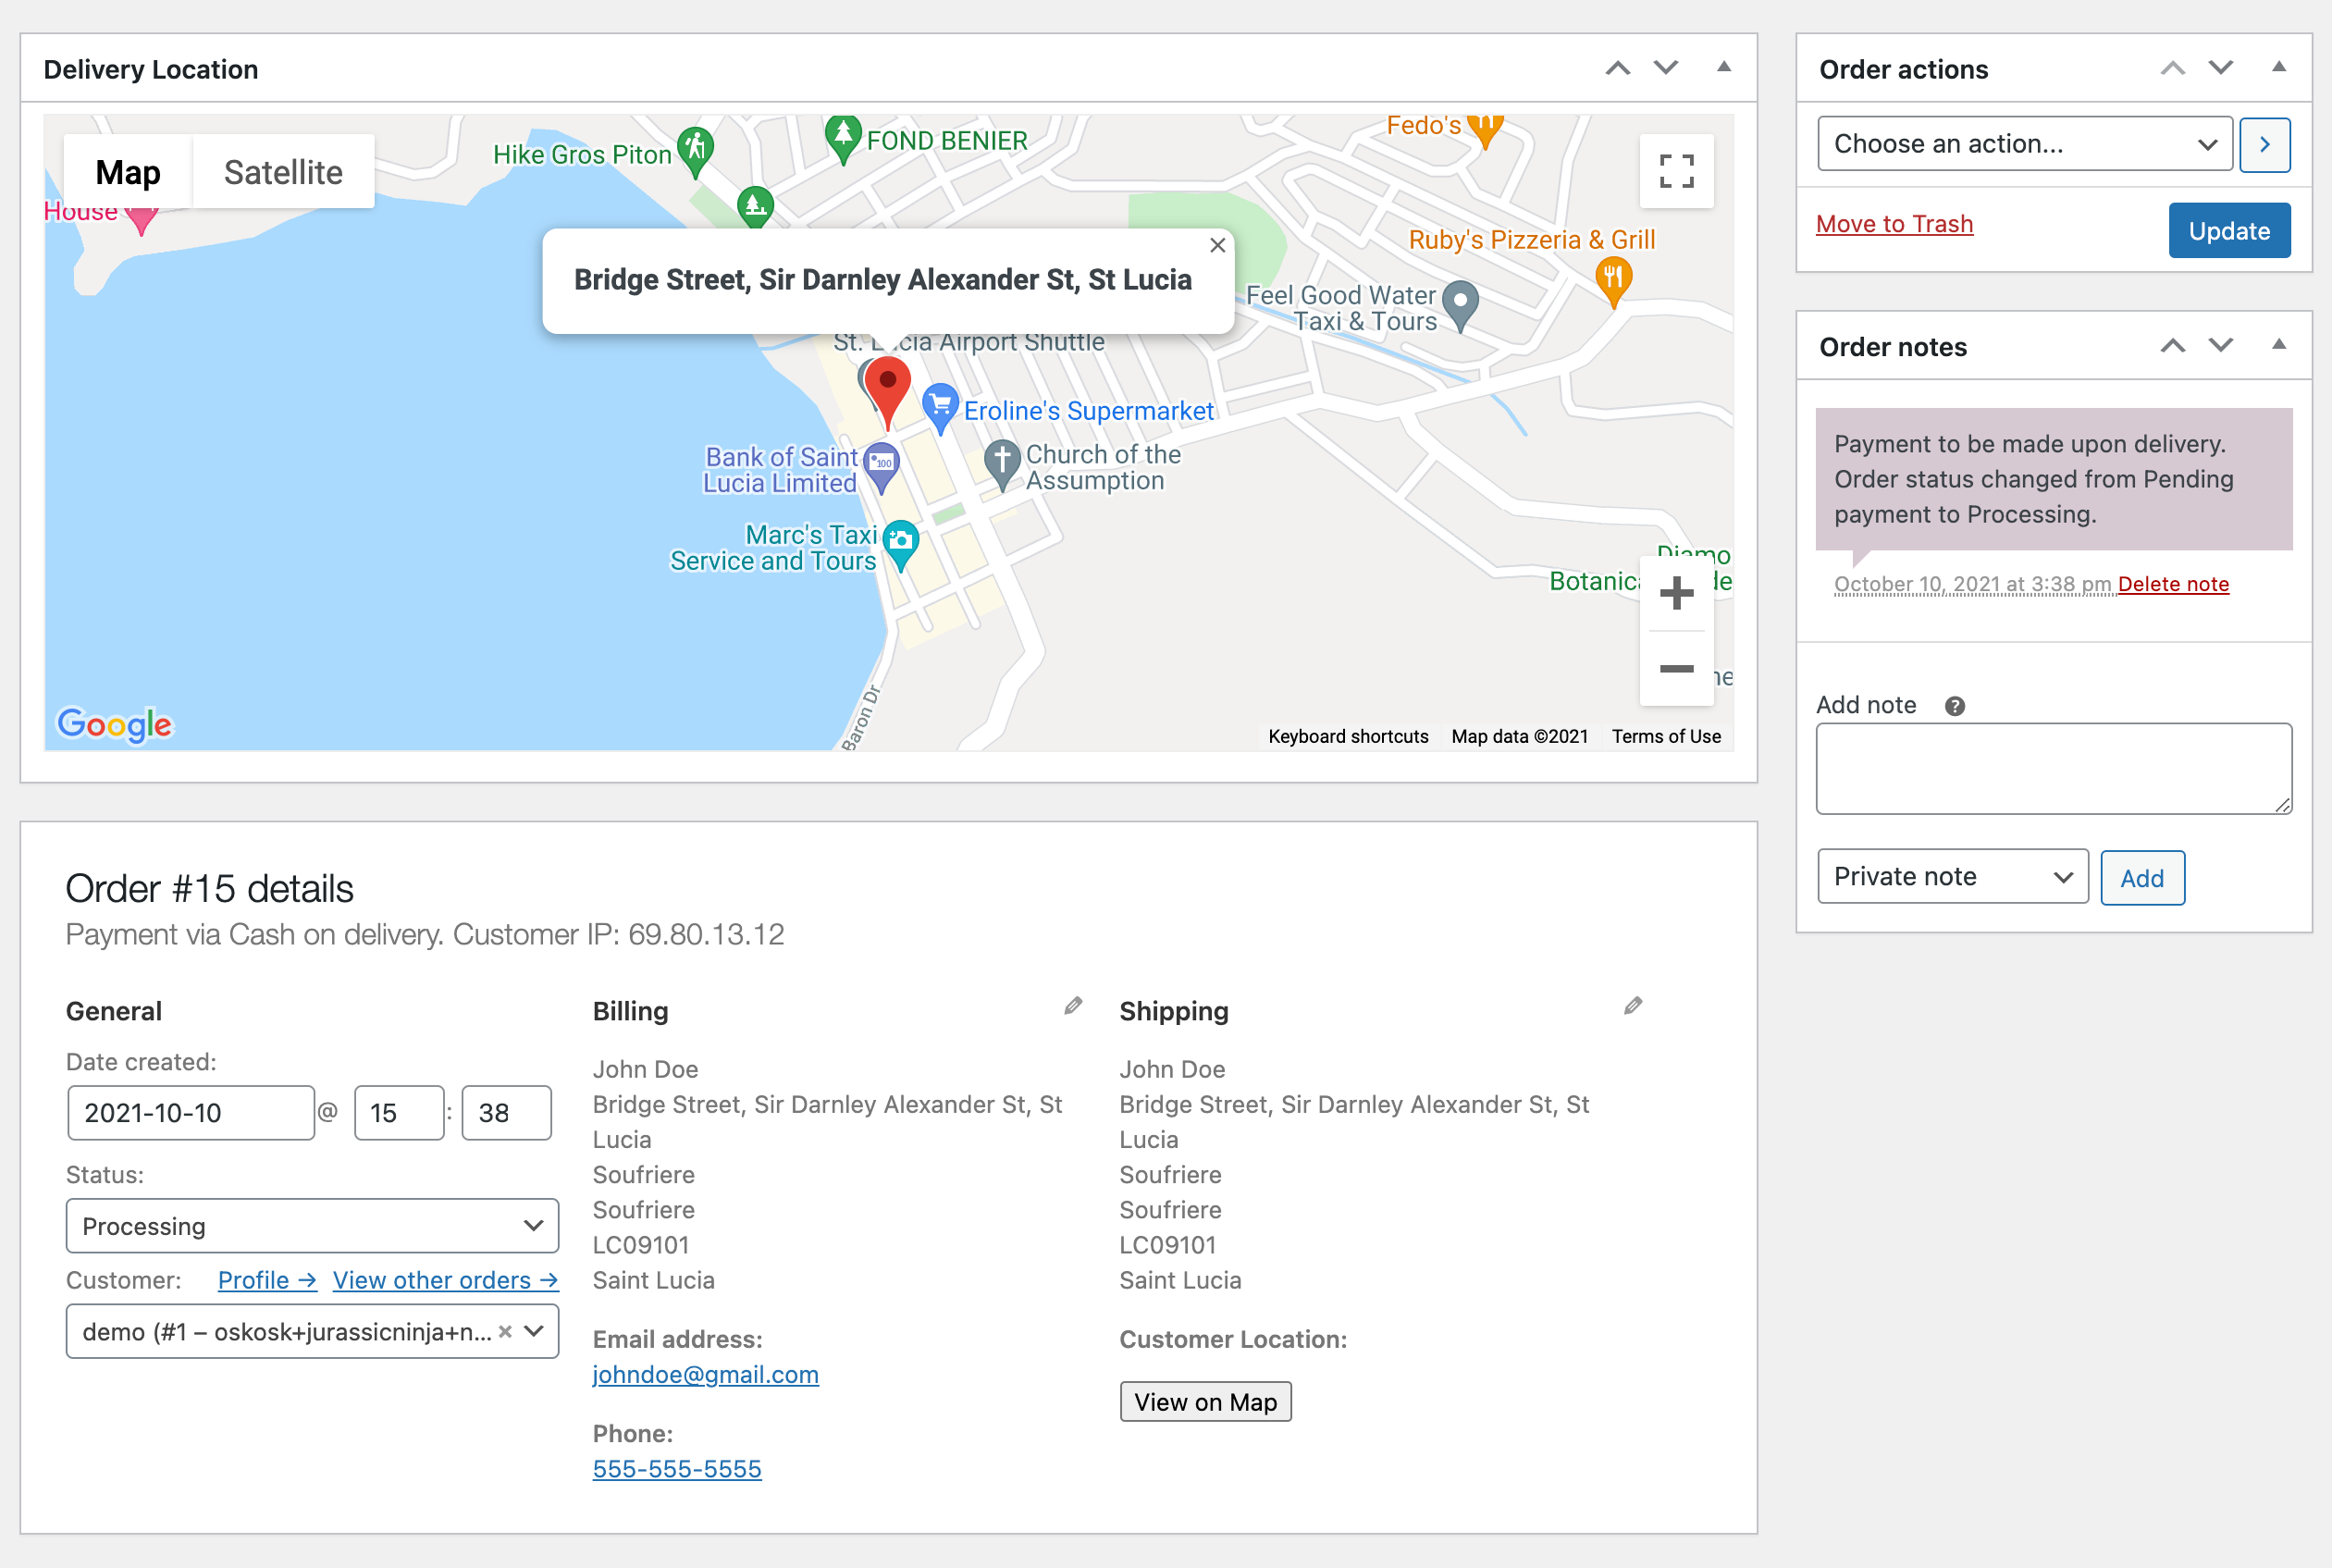 Delivery Location
Map
Satellite
Hike Gros Piton
FOND BENIER
Fedo's
House
Bridge Street, Sir Darnley Alexander St, St Lucia
Ruby's Pizzeria & Grill
Feel Good Water
Taxi & Tours
St. Lucia Airport Shuttle
Eroline's Supermarket
Bank of Saint
Lucia Limited
100
Church of the
Assumption
Marc's Taxi
Service and Tours
Baron Dr
Google
Keyboard shortcuts
Map data ©2021
Terms of Use
Order #15 details
Payment via Cash on delivery. Customer IP: 69.80.13.12
General
Date created:
2021-10-10 @ 15 : 38
Status:
Processing
Customer: Profile → View other orders →
demo (#1 – oskosk+jurassicninja+n... ×
Billing
John Doe
Bridge Street, Sir Darnley Alexander St, St
Lucia
Soufriere
Soufriere
LC09101
Saint Lucia
Email address:
johndoe@gmail.com
Phone:
555-555-5555
Shipping
John Doe
Bridge Street, Sir Darnley Alexander St, St
Lucia
Soufriere
Soufriere
LC09101
Saint Lucia
Customer Location:
View on Map
Order actions
Choose an action...
Move to Trash
Update
Order notes
Payment to be made upon delivery.
Order status changed from Pending
payment to Processing.
October 10, 2021 at 3:38 pm Delete note
Add note
Private note
Add